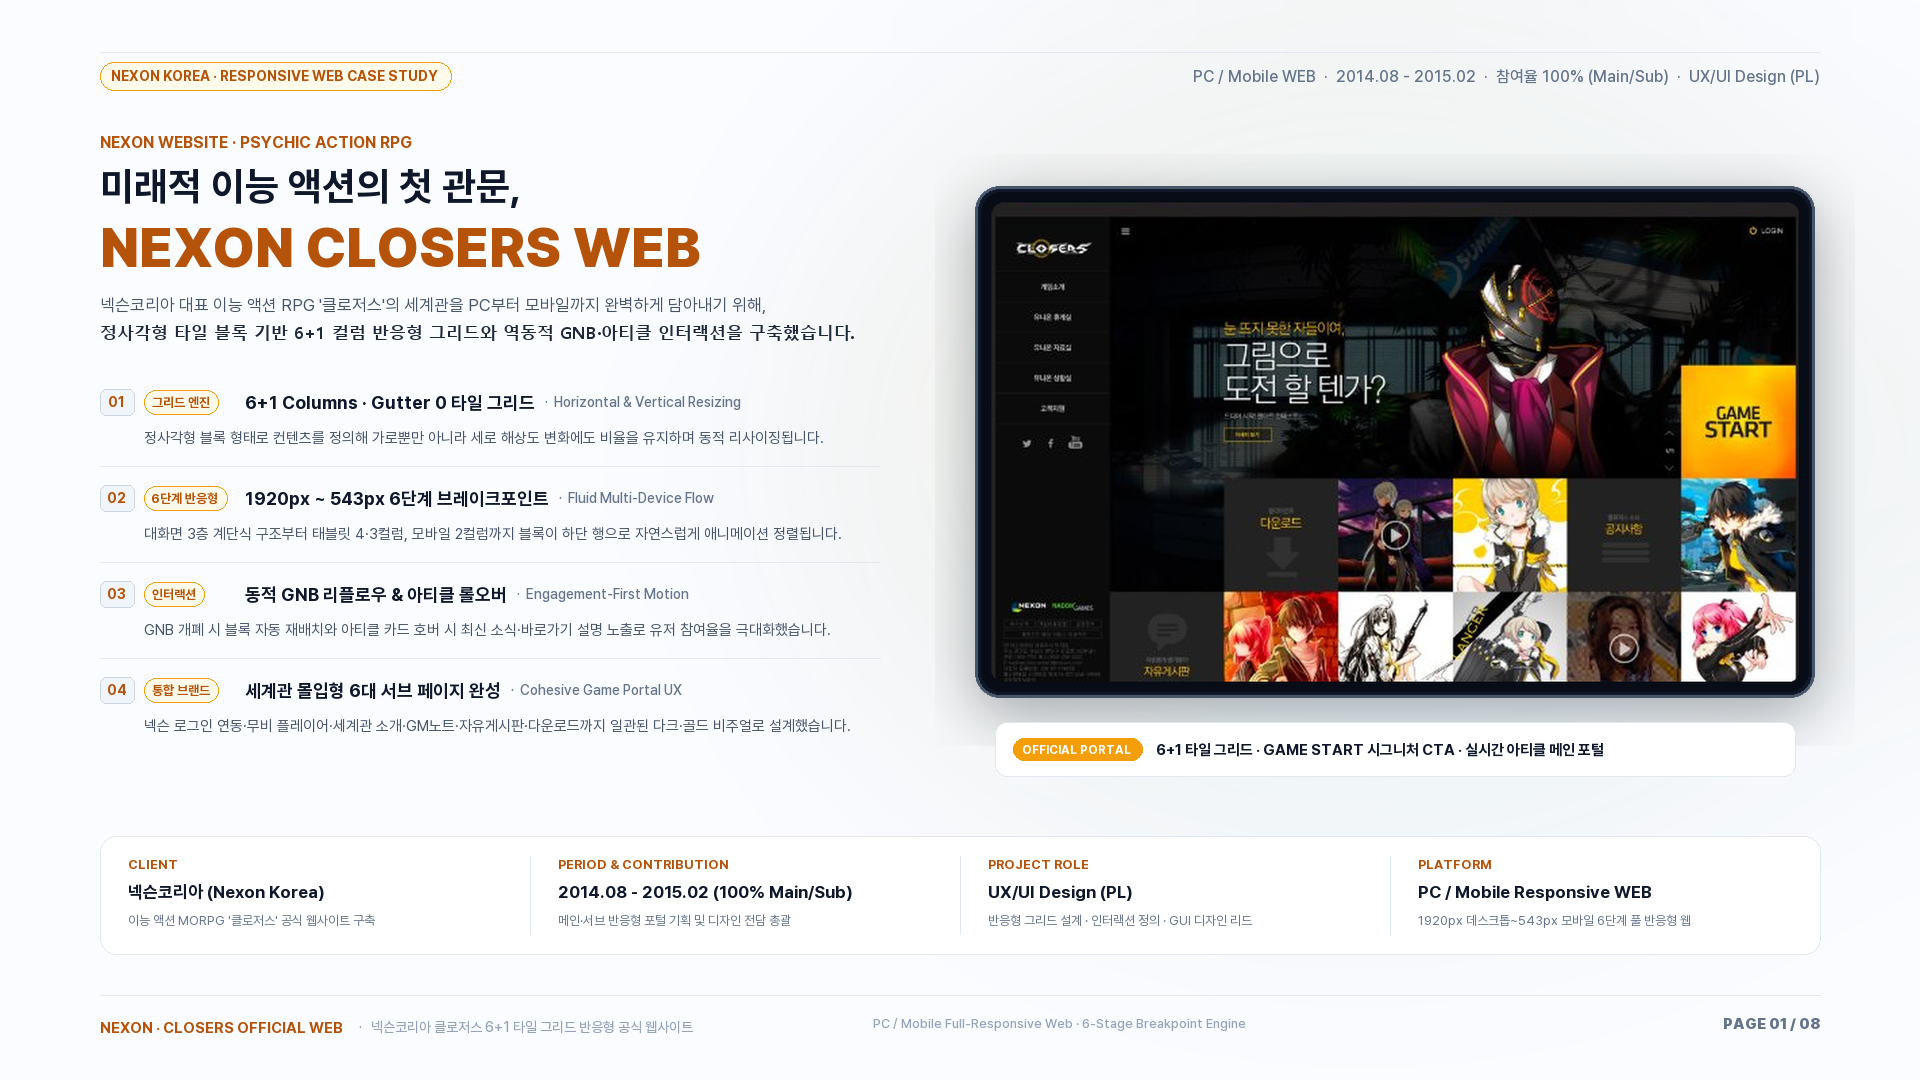 NEXON KOREA · RESPONSIVE WEB CASE STUDY
PC / Mobile WEB · 2014.08 - 2015.02 · 참여율 100% (Main/Sub) · UX/UI Design (PL)
NEXON WEBSITE · PSYCHIC ACTION RPG
미래적 이능 액션의 첫 관문,
NEXON CLOSERS WEB
넥슨코리아 대표 이능 액션 RPG '클로저스'의 세계관을 PC부터 모바일까지 완벽하게 담아내기 위해,
정사각형 타일 블록 기반 6+1 컬럼 반응형 그리드와 역동적 GNB·아티클 인터랙션을 구축했습니다.
01 그리드 엔진 6+1 Columns · Gutter 0 타일 그리드 · Horizontal & Vertical Resizing
정사각형 블록 형태로 컨텐츠를 정의해 가로뿐만 아니라 세로 해상도 변화에도 비율을 유지하며 동적 리사이징됩니다.
02 6단계 반응형 1920px ~ 543px 6단계 브레이크포인트 · Fluid Multi-Device Flow
대화면 3층 계단식 구조부터 태블릿 4·3컬럼, 모바일 2컬럼까지 블록이 하단 행으로 자연스럽게 애니메이션 정렬됩니다.
03 인터랙션 동적 GNB 리플로우 & 아티클 롤오버 · Engagement-First Motion
GNB 개폐 시 블록 자동 재배치와 아티클 카드 호버 시 최신 소식·바로가기 설명 노출로 유저 참여율을 극대화했습니다.
04 통합 브랜드 세계관 몰입형 6대 서브 페이지 완성 · Cohesive Game Portal UX
넥슨 로그인 연동·무비 플레이어·세계관 소개·GM노트·자유게시판·다운로드까지 일관된 다크·골드 비주얼로 설계했습니다.
CLOSERS
LOGIN
게임소개
유니온 휴게실
유니온 자료실
유니온 상황실
고객지원
SUMME
눈 뜨지 못한 자들이여,
그림으로
도전 할 텐가?
GAME
START
다운로드
공지사항
NEXON NADDIC GAMES
자유게시판
OFFICIAL PORTAL 6+1 타일 그리드 · GAME START 시그니처 CTA · 실시간 아티클 메인 포털
CLIENT
넥슨코리아 (Nexon Korea)
이능 액션 MORPG '클로저스' 공식 웹사이트 구축
PERIOD & CONTRIBUTION
2014.08 - 2015.02 (100% Main/Sub)
메인·서브 반응형 포털 기획 및 디자인 전담 총괄
PROJECT ROLE
UX/UI Design (PL)
반응형 그리드 설계 · 인터랙션 정의 · GUI 디자인 리드
PLATFORM
PC / Mobile Responsive WEB
1920px 데스크톱~543px 모바일 6단계 풀 반응형 웹
NEXON · CLOSERS OFFICIAL WEB · 넥슨코리아 클로저스 6+1 타일 그리드 반응형 공식 웹사이트
PC / Mobile Full-Responsive Web · 6-Stage Breakpoint Engine
PAGE 01 / 08